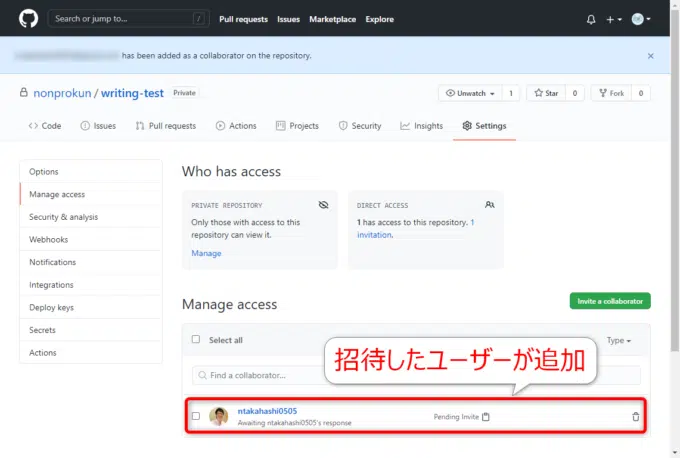 Search or jump to... /
Pull requests Issues Marketplace Explore
has been added as a collaborator on the repository.
nonprokun / writing-test Private
Unwatch 1 Star 0 Fork 0
Code Issues Pull requests Actions Projects Security Insights Settings
Options
Manage access
Security & analysis
Webhooks
Notifications
Integrations
Deploy keys
Secrets
Actions
Who has access
PRIVATE REPOSITORY
Only those with access to this
repository can view it.
Manage
DIRECT ACCESS
1 has access to this repository. 1
invitation.
Manage access
Invite a collaborator
Select all
Type
招待したユーザーが追加
Find a collaborator...
ntakahashi0505
Awaiting ntakahashi0505's response
Pending Invite